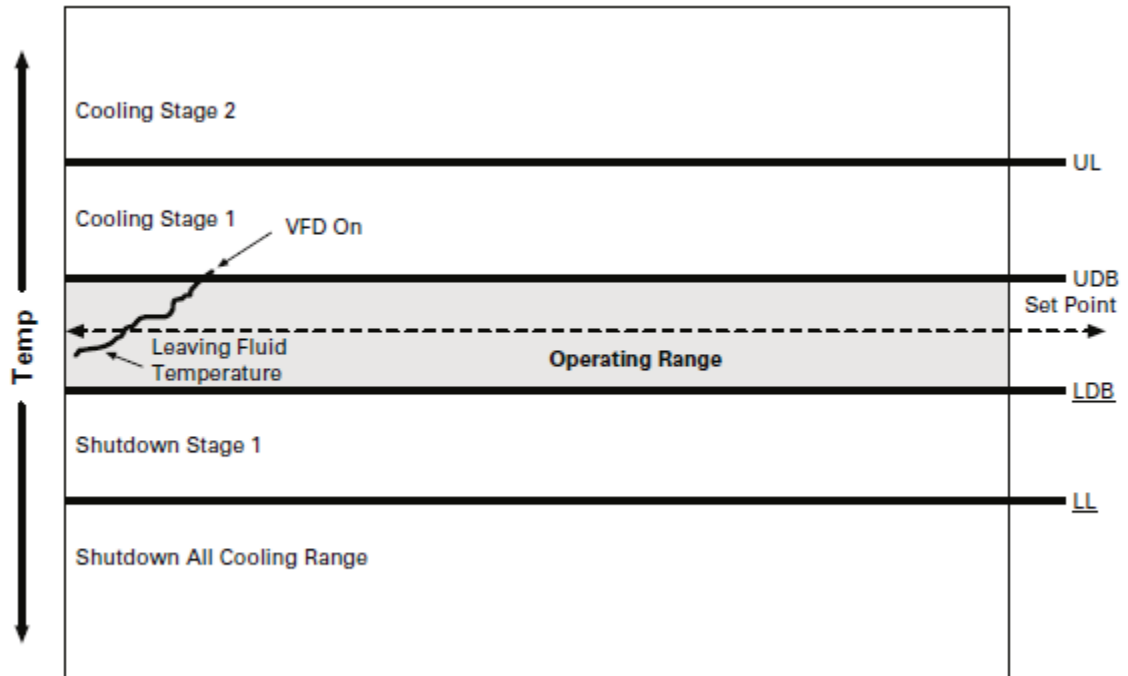 Cooling Stage 2
UL
Cooling Stage 1
VFD On
UDB
Set Point
Temp
Leaving Fluid
Temperature
Operating Range
LDB
Shutdown Stage 1
LL
Shutdown All Cooling Range